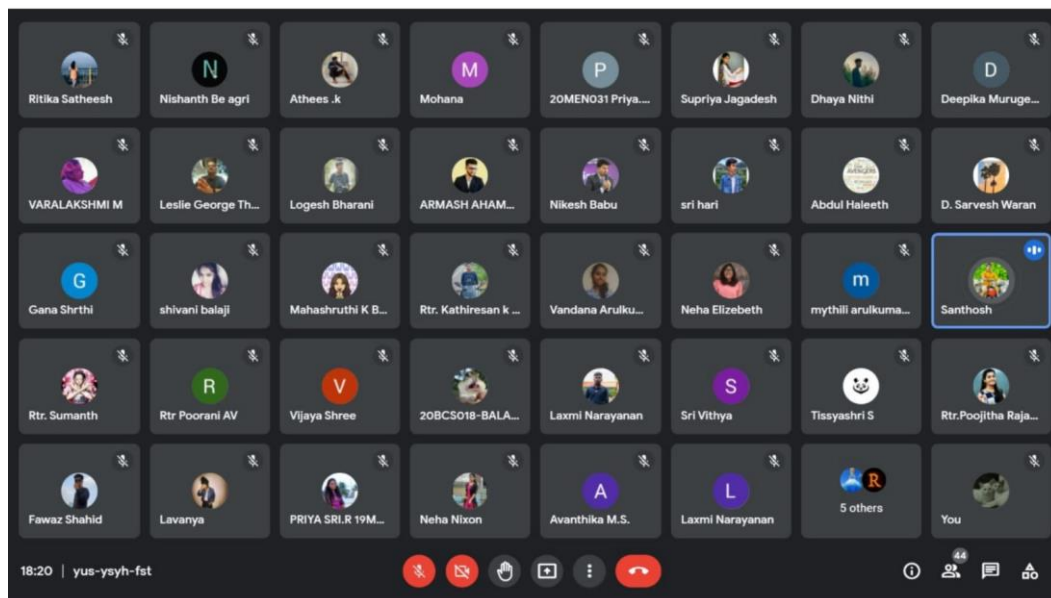 Ritika Satheesh
N
Nishanth Be agri
Athees .k
M
Mohana
P
20MEN031 Priya....
Supriya Jagadesh
Dhaya Nithi
D
Deepika Muruge...
VARALAKSHMI M
Leslie George Th...
Logesh Bharani
ARMASH AHAM...
Nikesh Babu
sri hari
AVENGERS
Abdul Haleeth
D. Sarvesh Waran
G
Gana Shrthi
shivani balaji
Mahashruthi K B...
Rtr. Kathiresan k ...
Vandana Arulku...
Neha Elizebeth
m
mythili arulkuma...
Santhosh
Rtr. Sumanth
R
Rtr Poorani AV
V
Vijaya Shree
20BCS018-BALA...
Laxmi Narayanan
S
Sri Vithya
Tissyashri S
Rtr.Poojitha Raja...
Fawaz Shahid
Lavanya
PRIYA SRI.R 19M...
Neha Nixon
A
Avanthika M.S.
L
Laxmi Narayanan
R
5 others
You
18:20 | yus-ysyh-fst
44